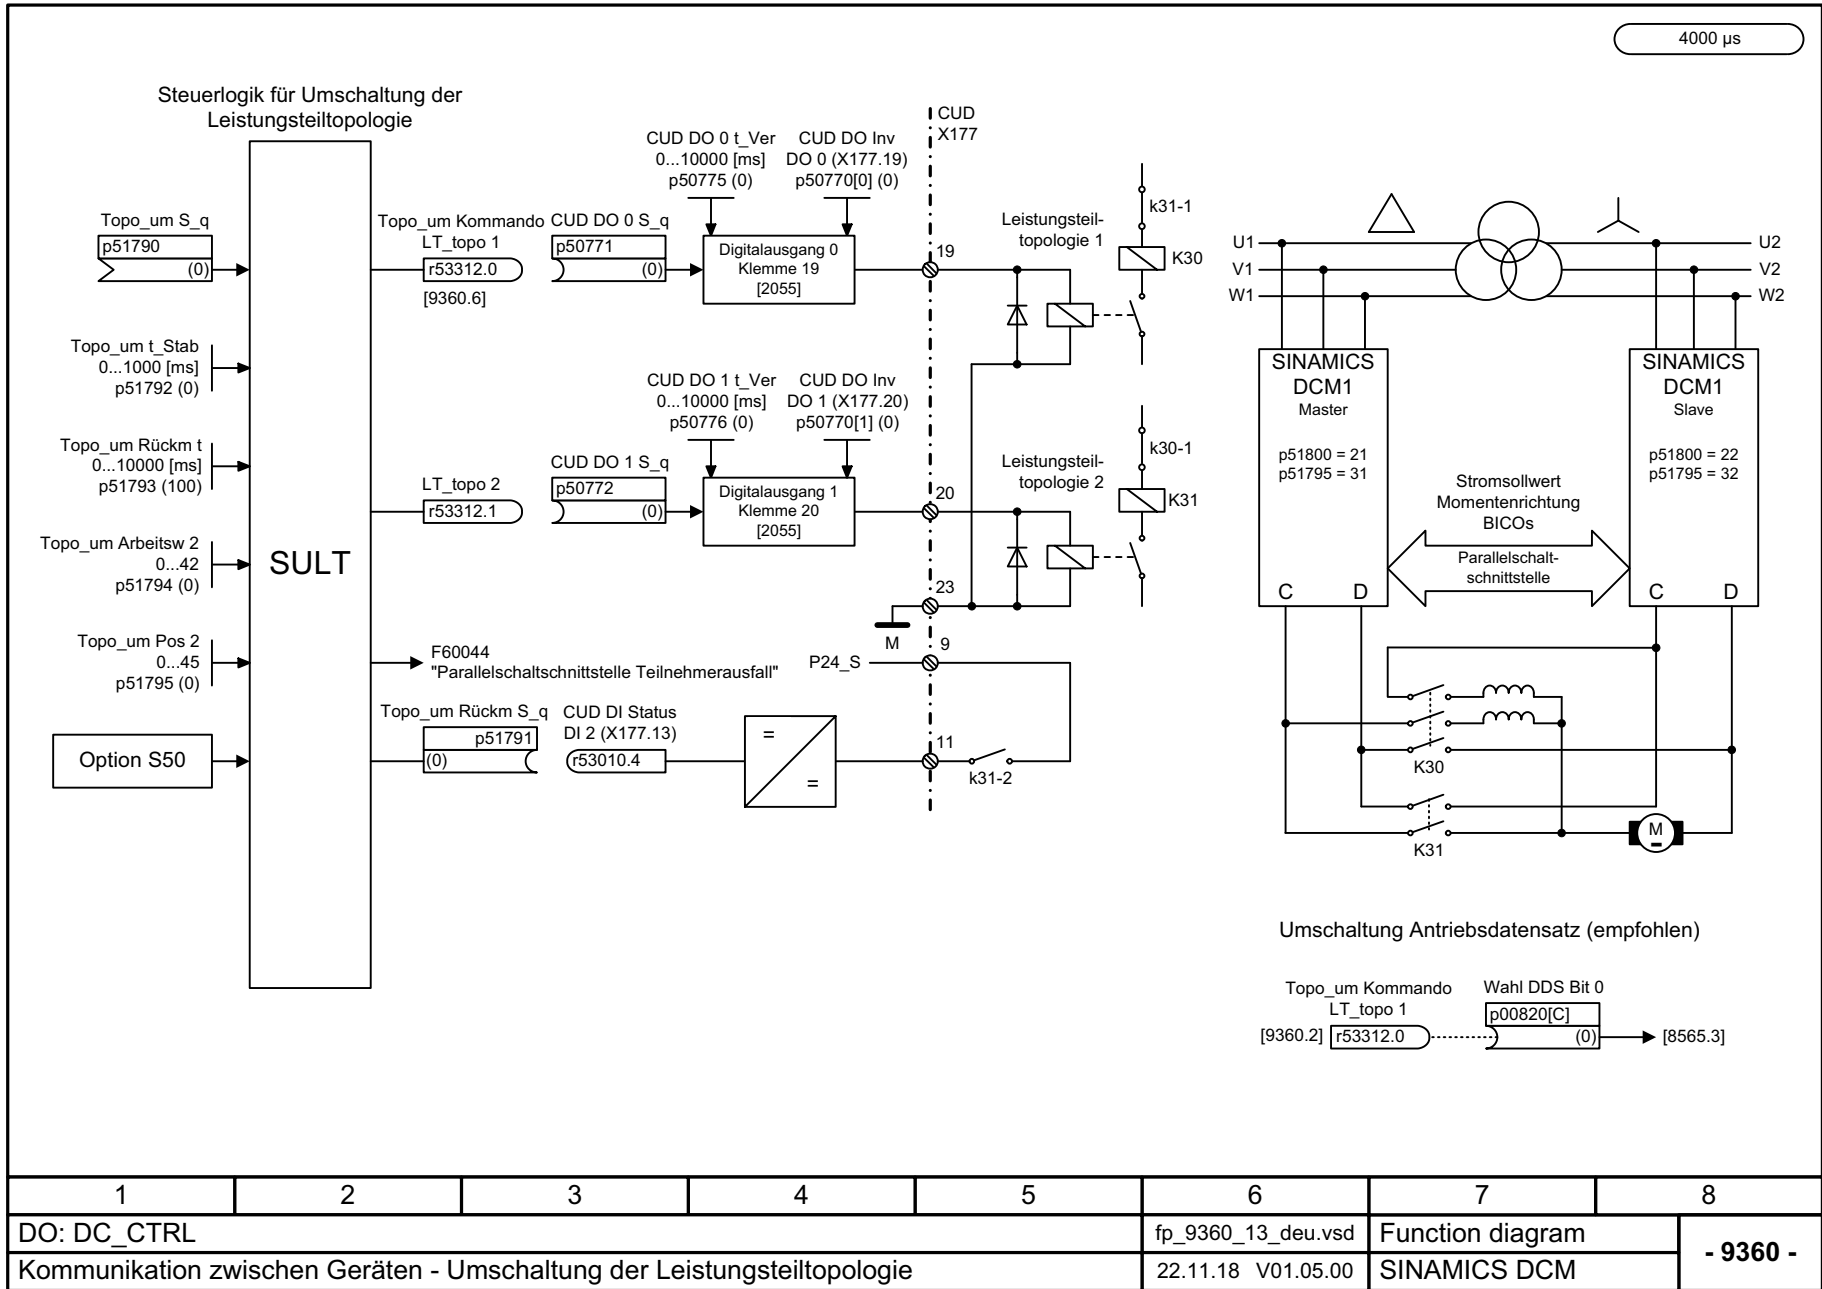 4000 µs
Steuerlogik für Umschaltung der
Leistungsteiltopologie
SULT
Topo_um S_q
p51790
(0)
Topo_um t_Stab
0...1000 [ms]
p51792 (0)
Topo_um Rückm t
0...10000 [ms]
p51793 (100)
Topo_um Arbeitsw 2
0...42
p51794 (0)
Topo_um Pos 2
0...45
p51795 (0)
Option S50
Topo_um Kommando
LT_topo 1
r53312.0
[9360.6]
CUD DO 0 S_q
p50771
(0)
CUD DO 0 t_Ver
0...10000 [ms]
p50775 (0)
CUD DO Inv
DO 0 (X177.19)
p50770[0] (0)
Digitalausgang 0
Klemme 19
[2055]
LT_topo 2
r53312.1
CUD DO 1 S_q
p50772
(0)
CUD DO 1 t_Ver
0...10000 [ms]
p50776 (0)
CUD DO Inv
DO 1 (X177.20)
p50770[1] (0)
Digitalausgang 1
Klemme 20
[2055]
F60044
"Parallelschaltschnittstelle Teilnehmerausfall"
Topo_um Rückm S_q
p51791
(0)
CUD DI Status
DI 2 (X177.13)
r53010.4
=
=
CUD
X177
19
20
23
M
P24_S
9
11
k31-2
Leistungsteil-
topologie 1
k31-1
K30
Leistungsteil-
topologie 2
k30-1
K31
U1
V1
W1
U2
V2
W2
SINAMICS
DCM1
Master
p51800 = 21
p51795 = 31
C D
SINAMICS
DCM1
Slave
p51800 = 22
p51795 = 32
C D
Stromsollwert
Momentenrichtung
BICOs
Parallelschalt-
schnittstelle
K30
K31
M
Umschaltung Antriebsdatensatz (empfohlen)
Topo_um Kommando
LT_topo 1
[9360.2]
r53312.0
Wahl DDS Bit 0
p00820[C]
(0)
[8565.3]
1 2 3 4 5 6 7 8
DO: DC_CTRL
fp_9360_13_deu.vsd
Function diagram
- 9360 -
Kommunikation zwischen Geräten - Umschaltung der Leistungsteiltopologie
22.11.18 V01.05.00
SINAMICS DCM